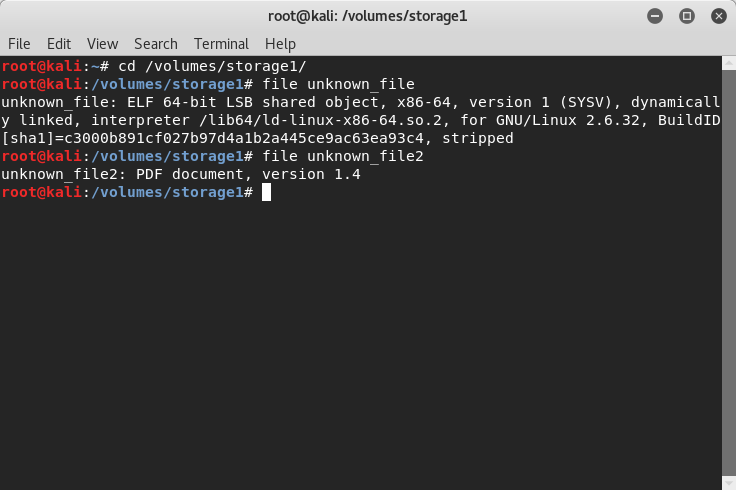 root@kali: /volumes/storage1
File Edit View Search Terminal Help
root@kali:~# cd /volumes/storage1/
root@kali:/volumes/storage1# file unknown_file
unknown_file: ELF 64-bit LSB shared object, x86-64, version 1 (SYSV), dynamicall
y linked, interpreter /lib64/ld-linux-x86-64.so.2, for GNU/Linux 2.6.32, BuildID
[sha1]=c3000b891cf027b97d4a1b2a445ce9ac63ea93c4, stripped
root@kali:/volumes/storage1# file unknown_file2
unknown_file2: PDF document, version 1.4
root@kali:/volumes/storage1#